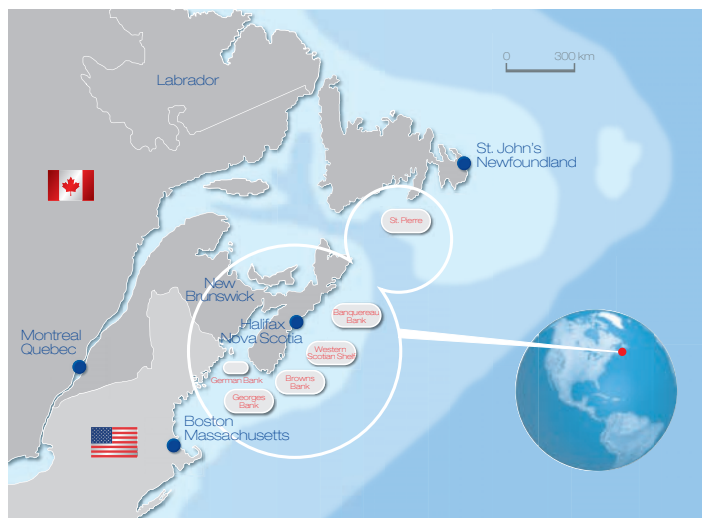 Labrador
0 300 km
St. John's
Newfoundland
St. Pierre
New
Brunswick
Halifax
Nova Scotia
Banquereau
Bank
Montreal
Quebec
Western
Scotian Shelf
German Bank
Browns
Bank
Georges
Bank
Boston
Massachusetts